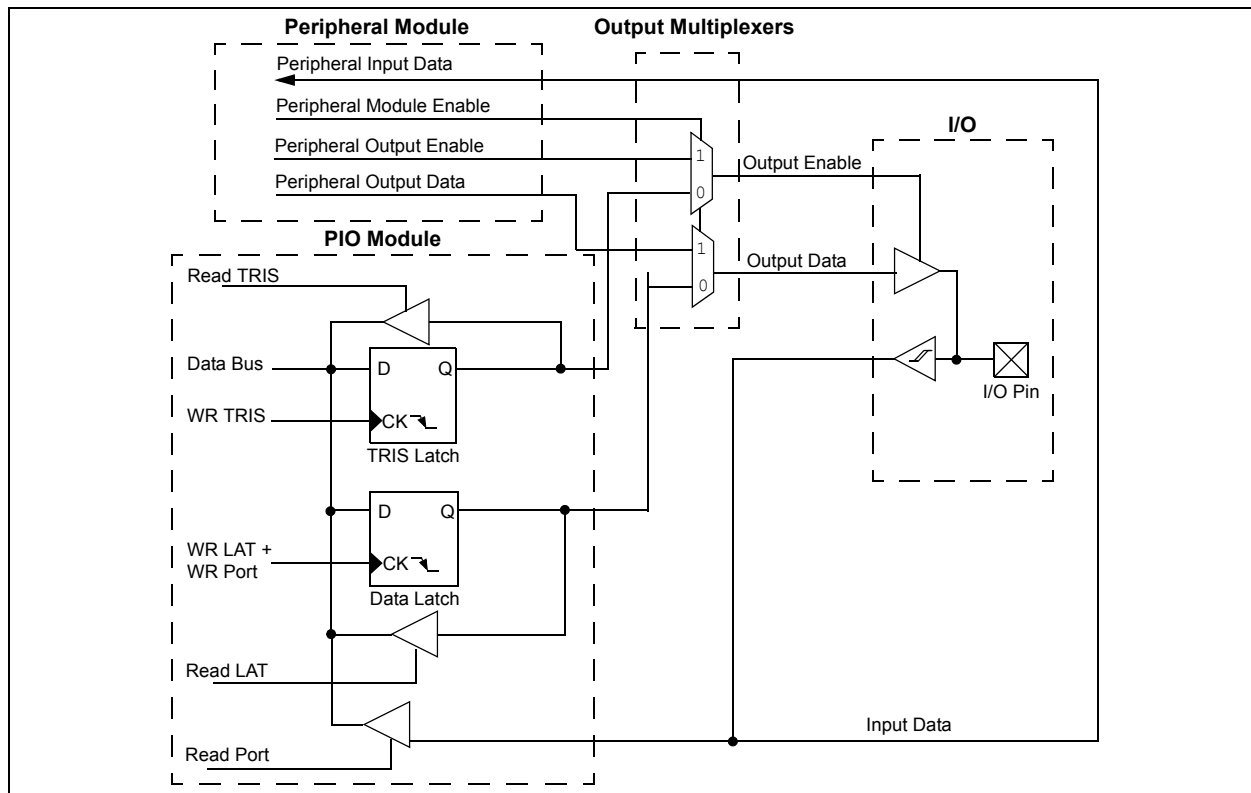 Peripheral Module
Output Multiplexers
Peripheral Input Data
Peripheral Module Enable
I/O
Peripheral Output Enable
1
Output Enable
Peripheral Output Data
0
PIO Module
1
Output Data
0
Read TRIS
Data Bus
D
Q
I/O Pin
WR TRIS
CK
TRIS Latch
D
Q
WR LAT +
WR Port
CK
Data Latch
Read LAT
Input Data
Read Port